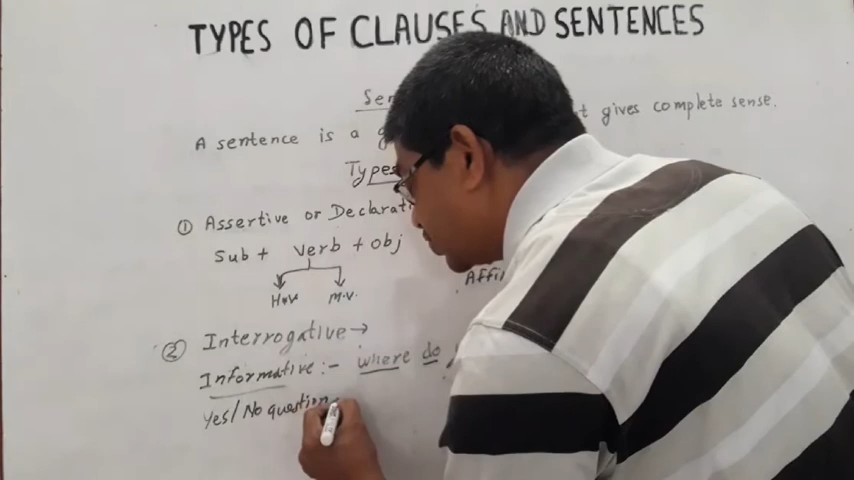 TYPES OF CLAUSES AND SENTENCES
A sentence is a gives complete sense.
Types
① Assertive or
Sub + verb + obj
H.V. M.V.
② Interrogative →
Informative :- where do
Yes/No question